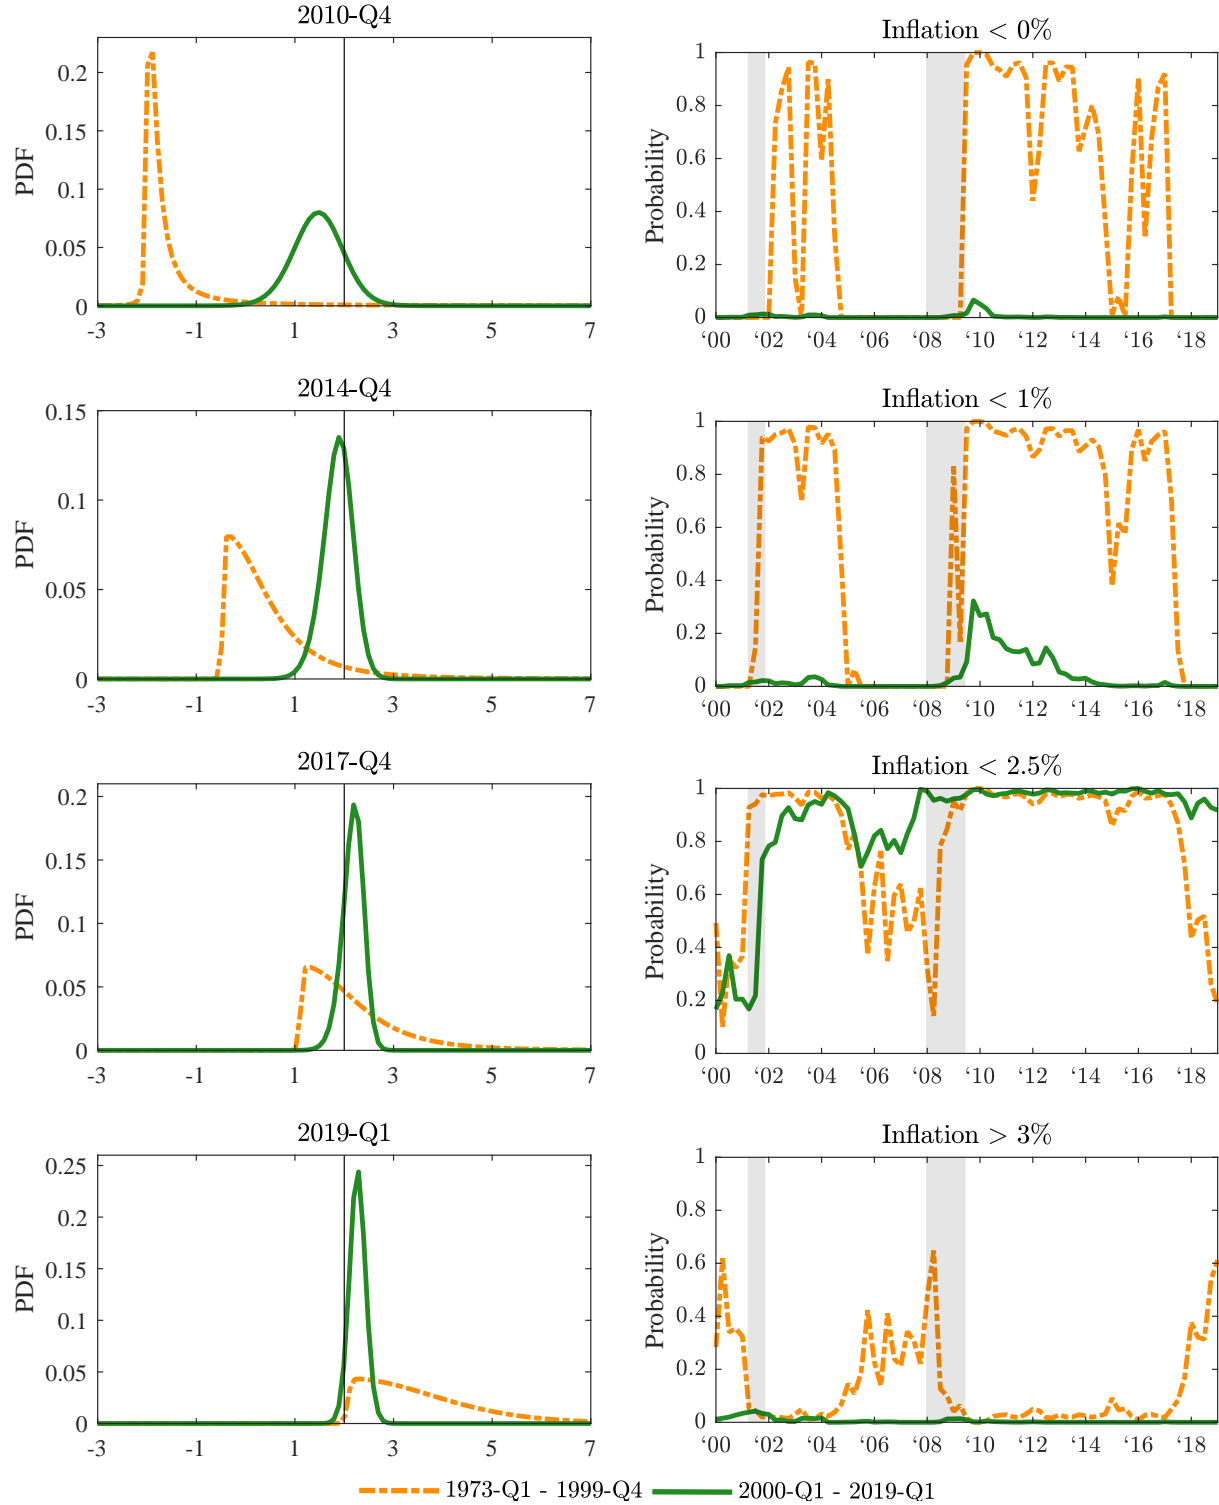 2010-Q4
PDF
0.2
0.15
0.1
0.05
0
-3 -1 1 3 5 7
Inflation < 0%
Probability
1
0.8
0.6
0.4
0.2
0
‘00 ‘02 ‘04 ‘06 ‘08 ‘10 ‘12 ‘14 ‘16 ‘18
2014-Q4
PDF
0.15
0.1
0.05
0
-3 -1 1 3 5 7
Inflation < 1%
Probability
1
0.8
0.6
0.4
0.2
0
‘00 ‘02 ‘04 ‘06 ‘08 ‘10 ‘12 ‘14 ‘16 ‘18
2017-Q4
PDF
0.2
0.15
0.1
0.05
0
-3 -1 1 3 5 7
Inflation < 2.5%
Probability
1
0.8
0.6
0.4
0.2
0
‘00 ‘02 ‘04 ‘06 ‘08 ‘10 ‘12 ‘14 ‘16 ‘18
2019-Q1
PDF
0.25
0.2
0.15
0.1
0.05
0
-3 -1 1 3 5 7
Inflation > 3%
Probability
1
0.8
0.6
0.4
0.2
0
‘00 ‘02 ‘04 ‘06 ‘08 ‘10 ‘12 ‘14 ‘16 ‘18
1973-Q1 - 1999-Q4 2000-Q1 - 2019-Q1